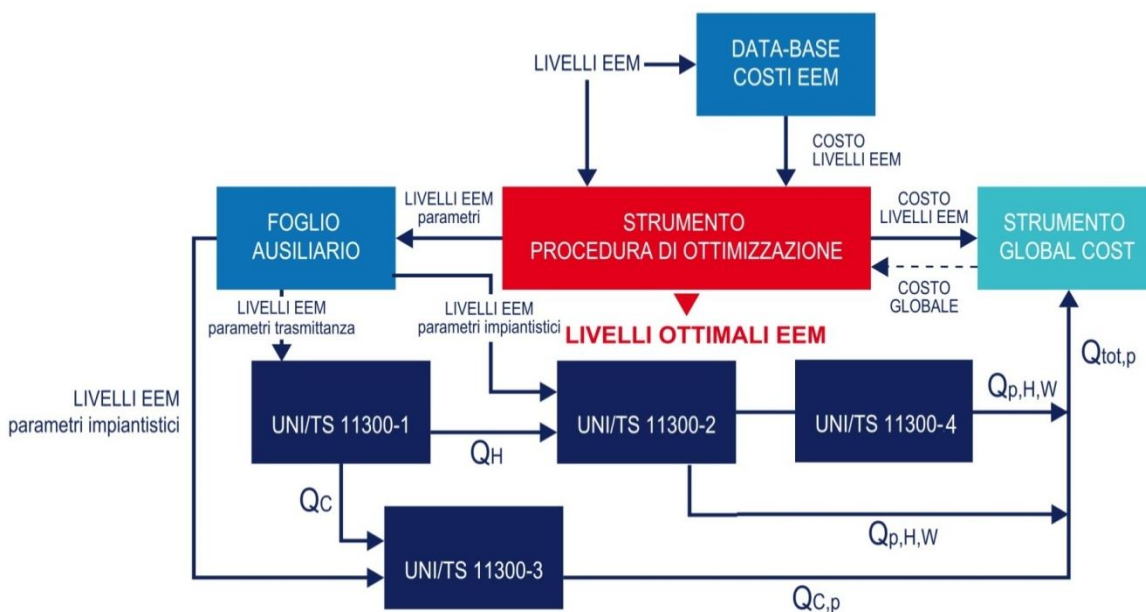 LIVELLI EEM
DATA-BASE
COSTI EEM
COSTO
LIVELLI EEM
FOGLIO
AUSILIARIO
LIVELLI EEM
parametri
STRUMENTO
PROCEDURA DI OTTIMIZZAZIONE
COSTO
LIVELLI EEM
COSTO
GLOBALE
STRUMENTO
GLOBAL COST
LIVELLI EEM
parametri trasmittanza
LIVELLI EEM
parametri impiantistici
LIVELLI OTTIMALI EEM
Qtot,p
LIVELLI EEM
parametri impiantistici
UNI/TS 11300-1
QH
UNI/TS 11300-2
UNI/TS 11300-4
Qp,H,W
QC
Qp,H,W
UNI/TS 11300-3
QC,p